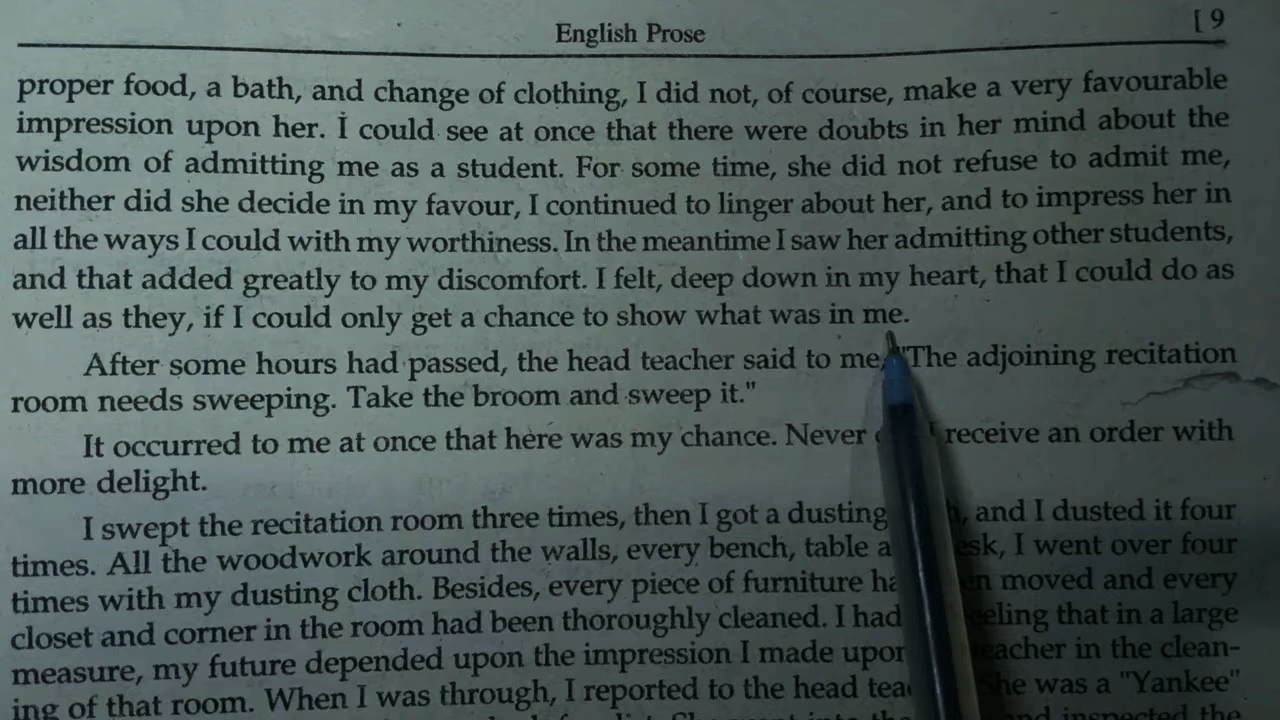 English Prose [ 9
proper food, a bath, and change of clothing, I did not, of course, make a very favourable
impression upon her. I could see at once that there were doubts in her mind about the
wisdom of admitting me as a student. For some time, she did not refuse to admit me,
neither did she decide in my favour, I continued to linger about her, and to impress her in
all the ways I could with my worthiness. In the meantime I saw her admitting other students,
and that added greatly to my discomfort. I felt, deep down in my heart, that I could do as
well as they, if I could only get a chance to show what was in me.
After some hours had passed, the head teacher said to me, "The adjoining recitation
room needs sweeping. Take the broom and sweep it."
It occurred to me at once that here was my chance. Never receive an order with
more delight.
I swept the recitation room three times, then I got a dusting and I dusted it four
times. All the woodwork around the walls, every bench, table I went over four
times with my dusting cloth. Besides, every piece of furniture moved and every
closet and corner in the room had been thoroughly cleaned. I had that in a large
measure, my future depended upon the impression I made upon in the clean-
ing of that room. When I was through, I reported to the head was a "Yankee"
and inspected the